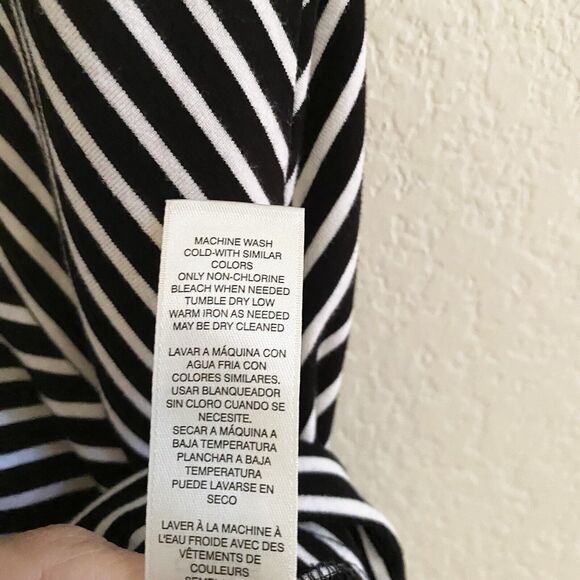 MACHINE WASH
COLD-WITH SIMILAR
COLORS
ONLY NON-CHLORINE
BLEACH WHEN NEEDED
TUMBLE DRY LOW
WARM IRON AS NEEDED
MAY BE DRY CLEANED
LAVAR A MÁQUINA CON
AGUA FRIA CON
COLORES SIMILARES.
USAR BLANQUEADOR
SIN CLORO CUANDO SE
NECESITE.
SECAR A MÁQUINA A
BAJA TEMPERATURA
PLANCHAR A BAJA
TEMPERATURA
PUEDE LAVARSE EN
SECO
LAVER À LA MACHINE À
L'EAU FROIDE AVEC DES
VÊTEMENTS DE
COULEURS